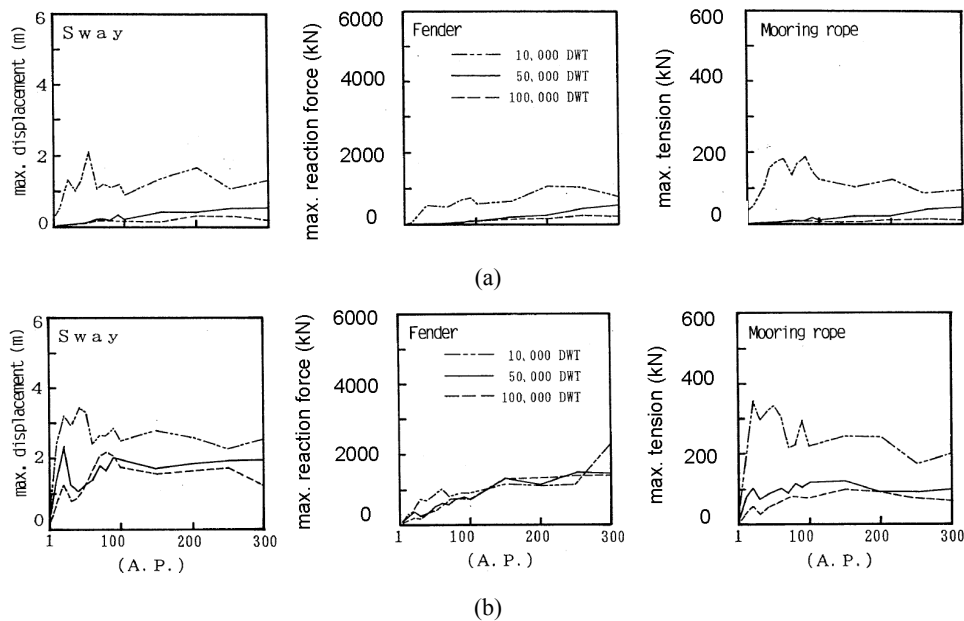 max. displacement (m)
6
4
2
0
Sway
max. reaction force (kN)
6000
4000
2000
0
Fender
10,000 DWT
50,000 DWT
100,000 DWT
max. tension (kN)
600
400
200
0
Mooring rope
(a)
max. displacement (m)
6
4
2
0
Sway
1 100 200 300
(A.P.)
max. reaction force (kN)
6000
4000
2000
0
Fender
10,000 DWT
50,000 DWT
100,000 DWT
1 100 200 300
(A.P.)
max. tension (kN)
600
400
200
0
Mooring rope
1 100 200 300
(A.P.)
(b)